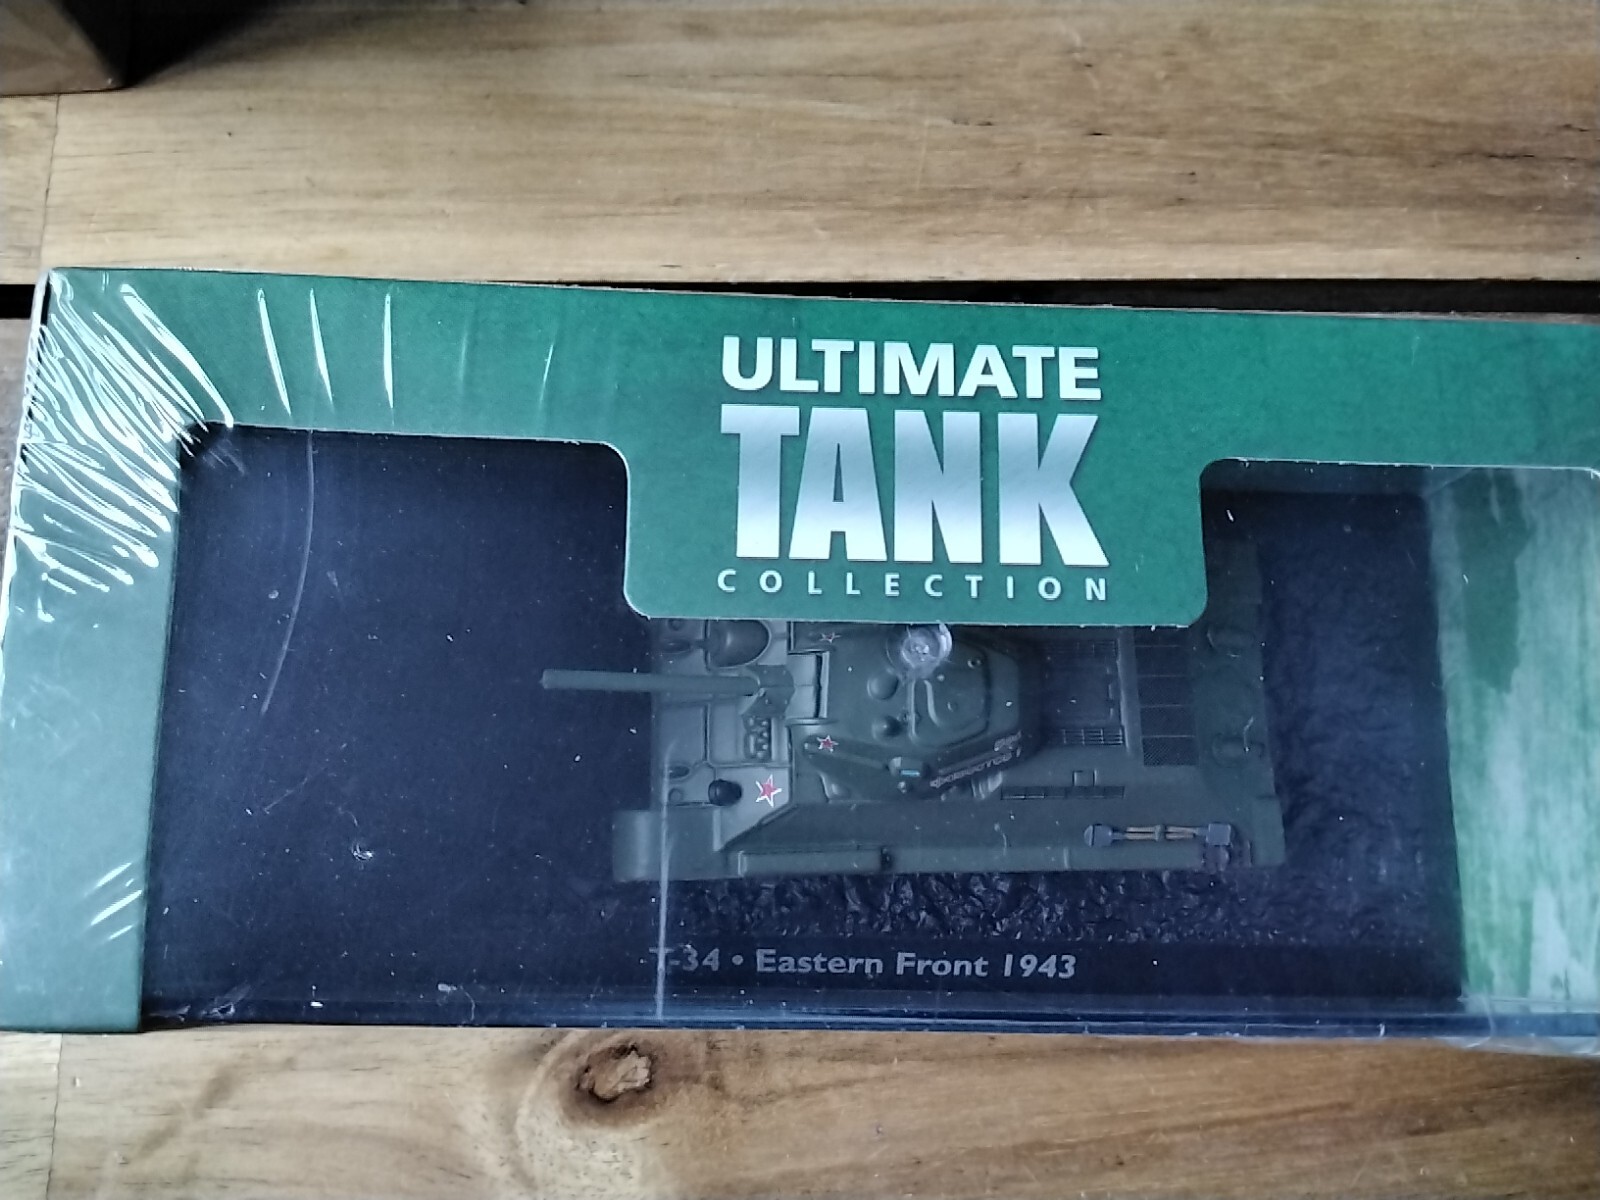 ULTIMATE
TANK
COLLECTION
T-34 • Eastern Front 1943